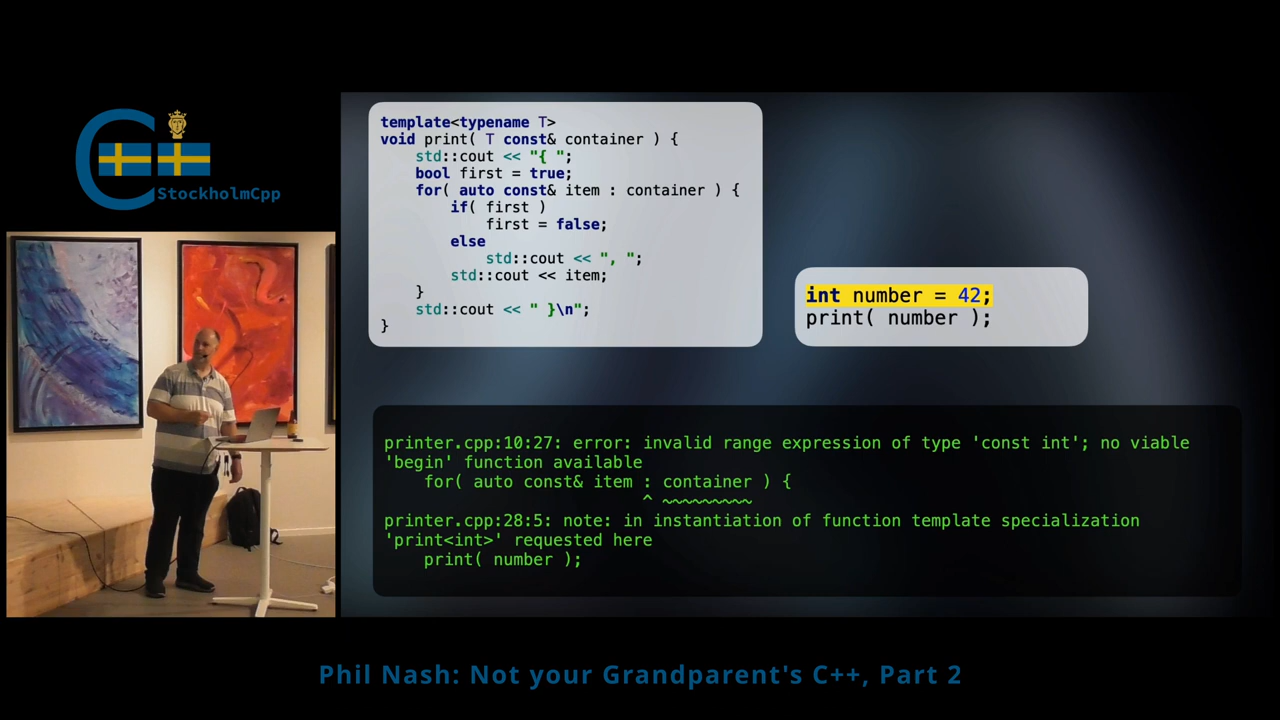 StockholmCpp
template<typename T>
void print( T const& container ) {
    std::cout << "{ ";
    bool first = true;
    for( auto const& item : container ) {
        if( first )
            first = false;
        else
            std::cout << ", ";
        std::cout << item;
    }
    std::cout << " }\n";
}
int number = 42;
print( number );
printer.cpp:10:27: error: invalid range expression of type 'const int'; no viable
'begin' function available
    for( auto const& item : container ) {
                          ^ ~~~~~~~~~
printer.cpp:28:5: note: in instantiation of function template specialization
'print<int>' requested here
    print( number );
Phil Nash: Not your Grandparent's C++, Part 2